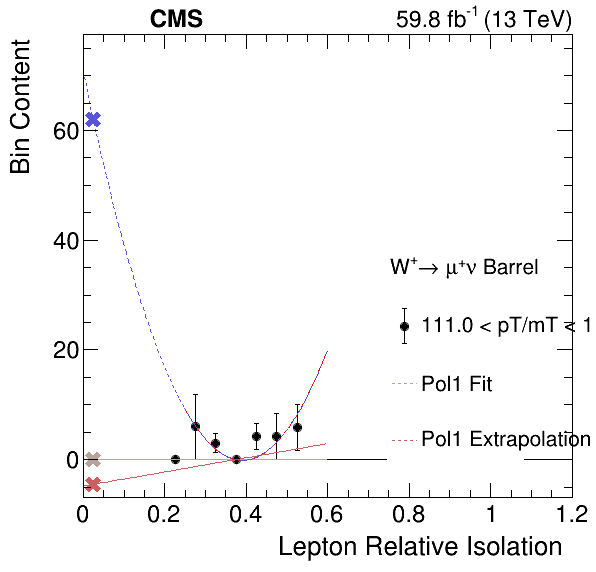 CMS 59.8 fb⁻¹ (13 TeV)
Bin Content
60
40
20
0
W⁺→ μ⁺ν Barrel
111.0 < pT/mT < 1
Pol1 Fit
Pol1 Extrapolation
0 0.2 0.4 0.6 0.8 1 1.2
Lepton Relative Isolation